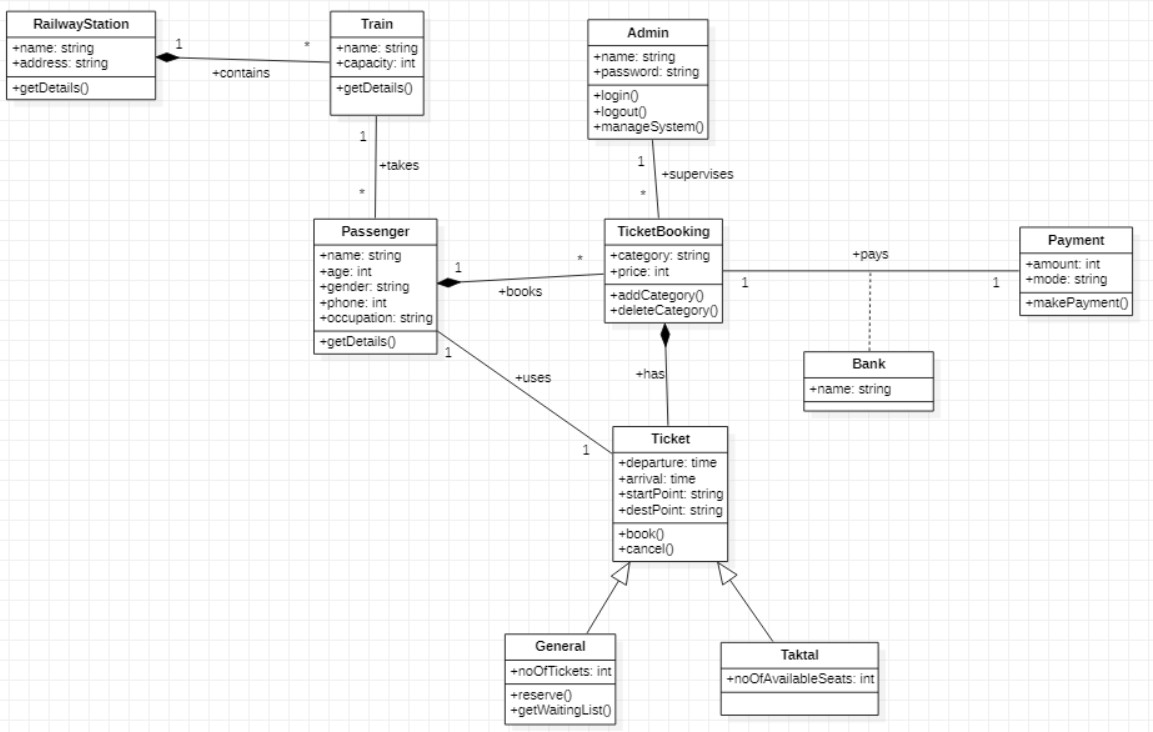 RailwayStation
+name: string
+address: string
+getDetails()
1
*
+contains
Train
+name: string
+capacity: int
+getDetails()
Admin
+name: string
+password: string
+login()
+logout()
+manageSystem()
1
+takes
*
1
+supervises
*
Passenger
+name: string
+age: int
+gender: string
+phone: int
+occupation: string
+getDetails()
1
*
+books
TicketBooking
+category: string
+price: int
+addCategory()
+deleteCategory()
+pays
1
1
Payment
+amount: int
+mode: string
+makePayment()
Bank
+name: string
1
+uses
1
+has
Ticket
+departure: time
+arrival: time
+startPoint: string
+destPoint: string
+book()
+cancel()
General
+noOfTickets: int
+reserve()
+getWaitingList()
Taktal
+noOfAvailableSeats: int